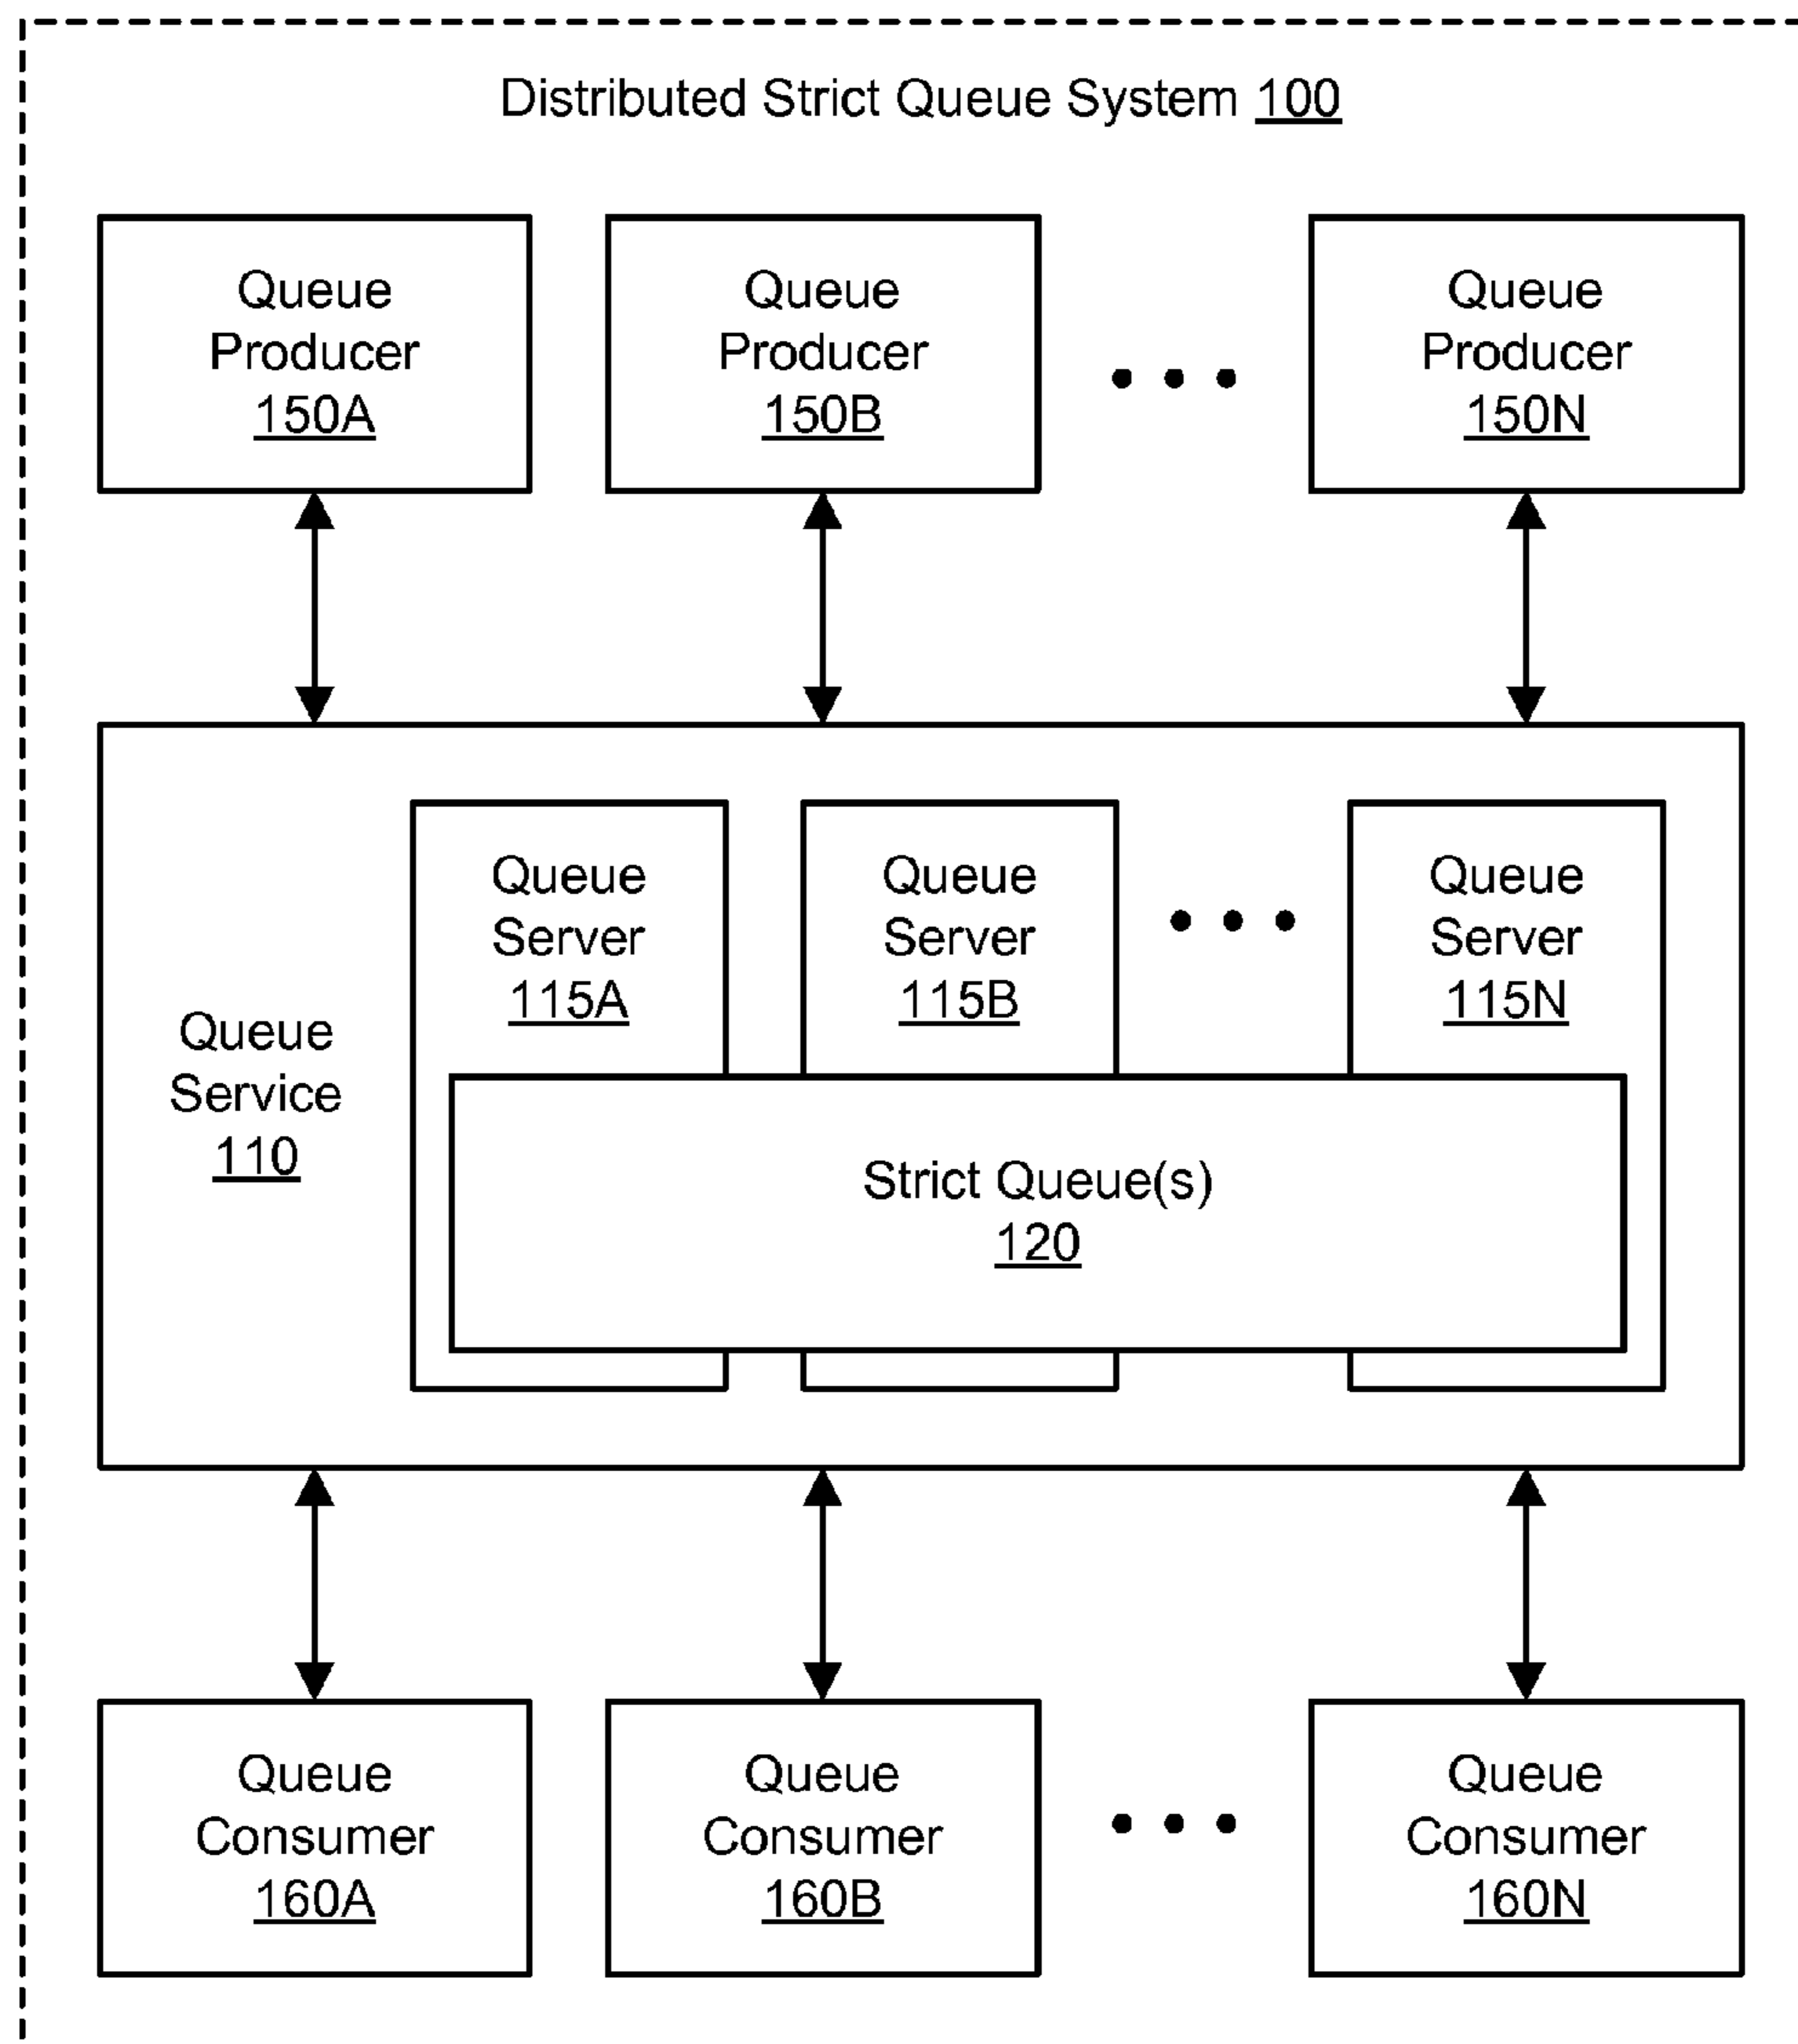 Distributed Strict Queue System 100
Queue
Producer
150A
Queue
Producer
150B
Queue
Producer
150N
Queue
Service
110
Queue
Server
115A
Queue
Server
115B
Queue
Server
115N
Strict Queue(s)
120
Queue
Consumer
160A
Queue
Consumer
160B
Queue
Consumer
160N